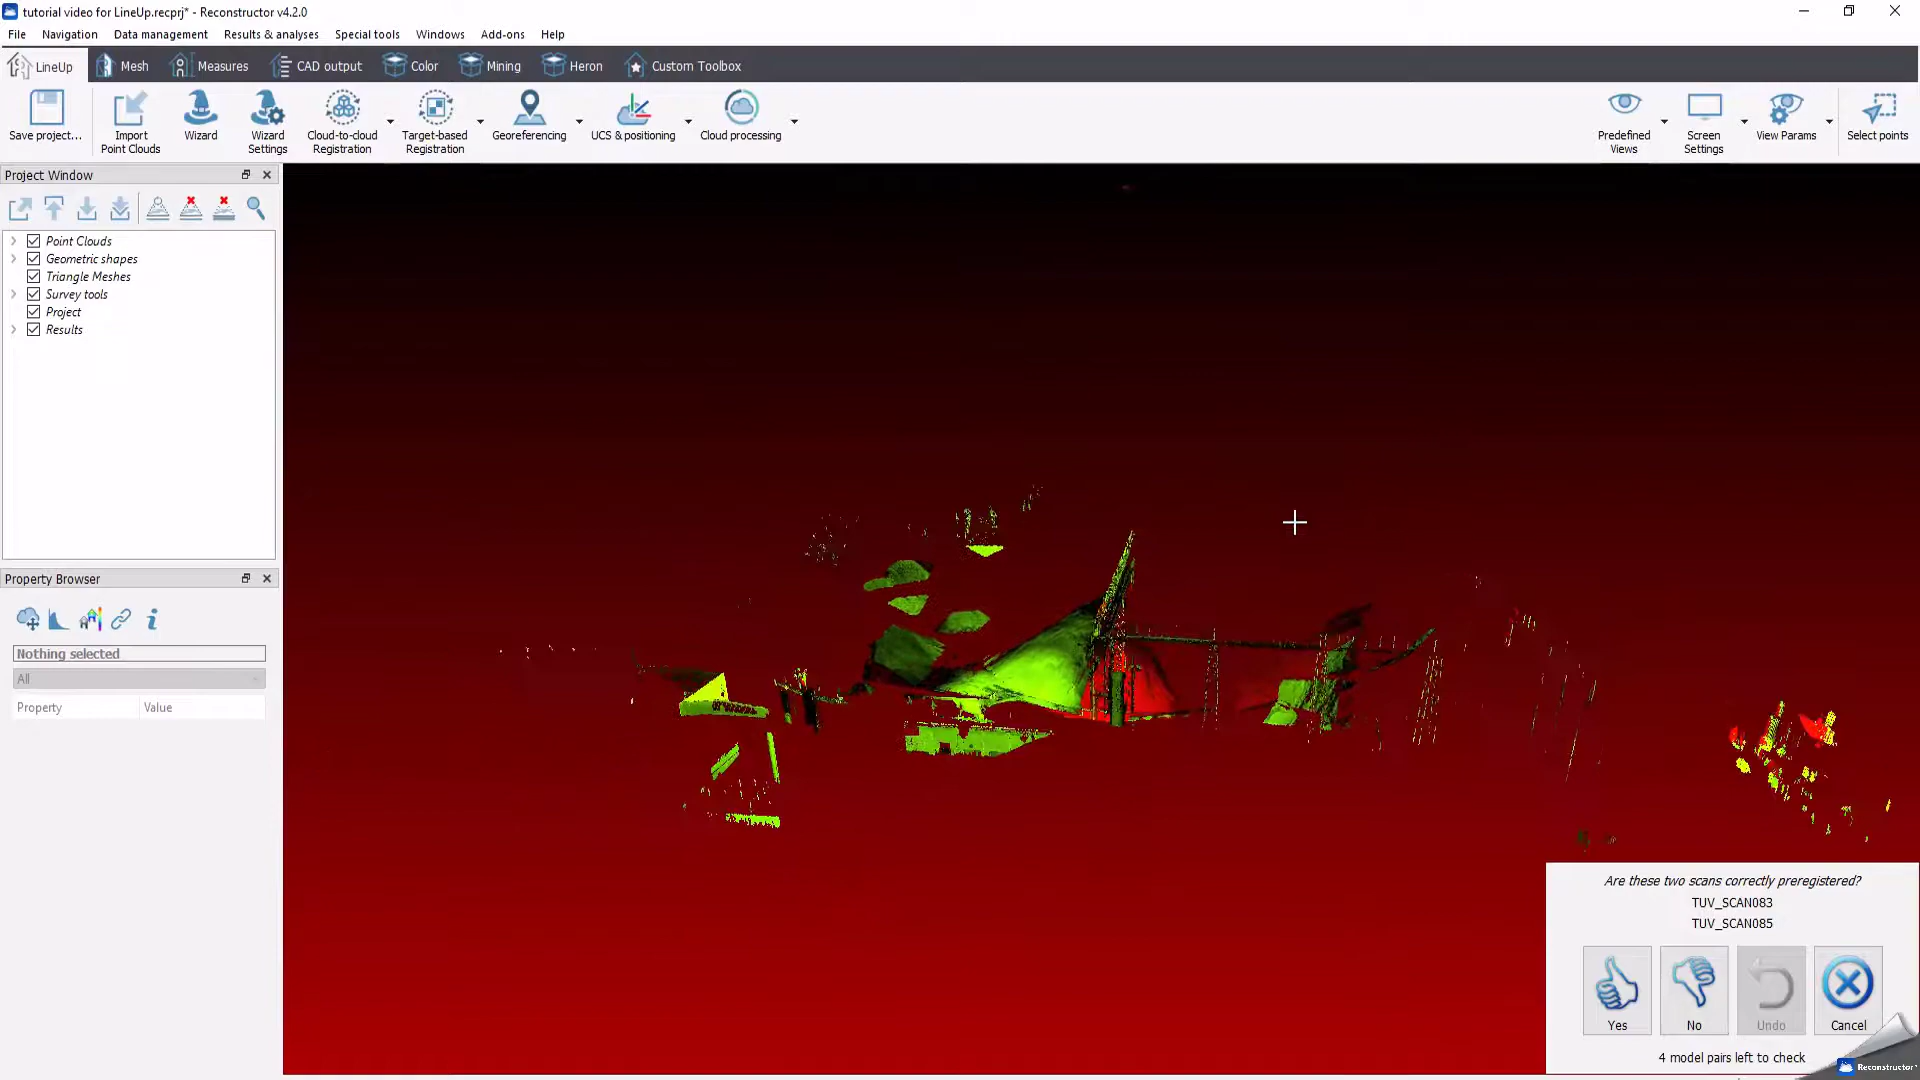 tutorial video for LineUp.recprj* - Reconstructor v4.2.0
File Navigation Data management Results & analyses Special tools Windows Add-ons Help
LineUp Mesh Measures CAD output Color Mining Heron Custom Toolbox
Save project...
Import
Point Clouds
Wizard
Wizard
Settings
Cloud-to-cloud
Registration
Target-based
Registration
Georeferencing
UCS & positioning
Cloud processing
Predefined
Views
Screen
Settings
View Params
Select points
Project Window
Point Clouds
Geometric shapes
Triangle Meshes
Survey tools
Project
Results
Property Browser
Nothing selected
All
Property Value
Are these two scans correctly preregistered?
TUV_SCAN083
TUV_SCAN085
Yes No Undo Cancel
4 model pairs left to check
Reconstructor